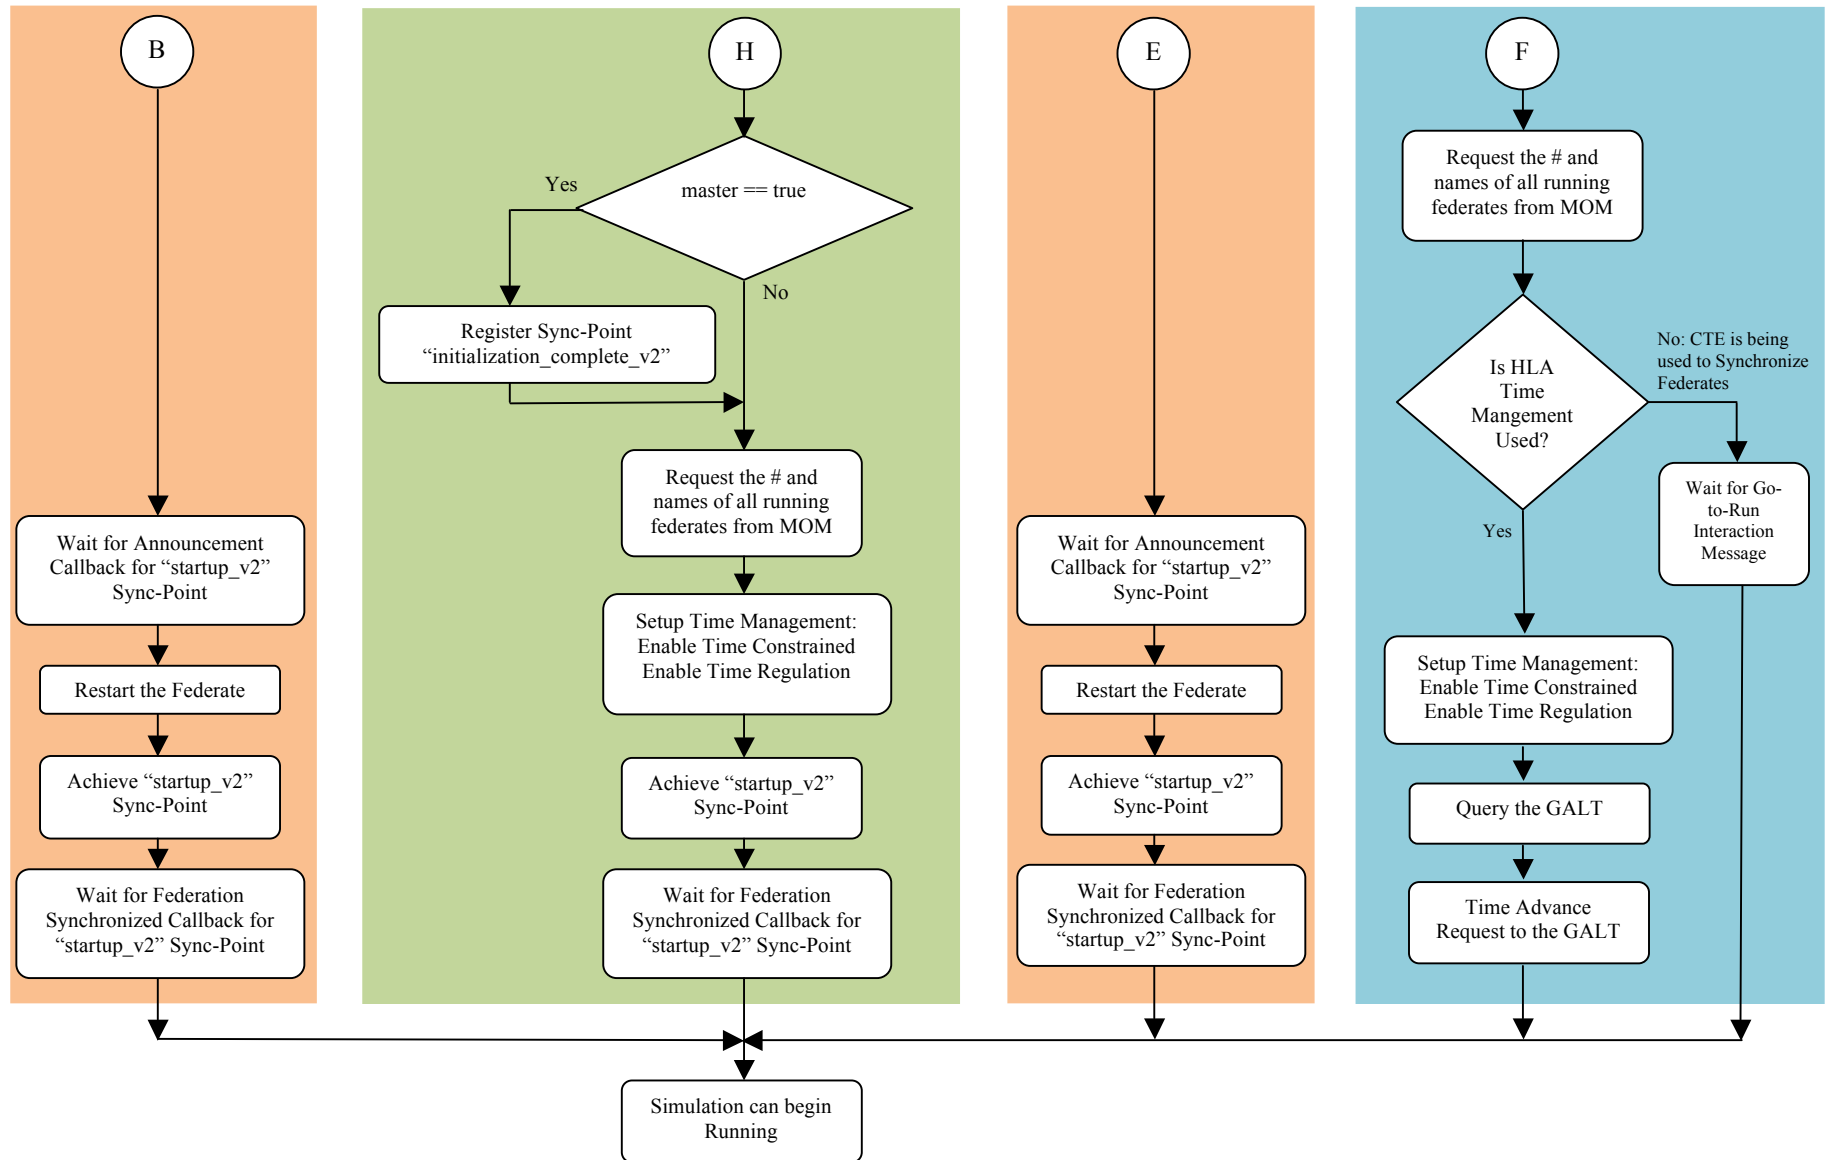 B
Wait for Announcement
Callback for “startup_v2”
Sync-Point
Restart the Federate
Achieve “startup_v2”
Sync-Point
Wait for Federation
Synchronized Callback for
“startup_v2” Sync-Point
H
master == true
Yes
No
Register Sync-Point
“initialization_complete_v2”
Request the # and
names of all running
federates from MOM
Setup Time Management:
Enable Time Constrained
Enable Time Regulation
Achieve “startup_v2”
Sync-Point
Wait for Federation
Synchronized Callback for
“startup_v2” Sync-Point
E
Wait for Announcement
Callback for “startup_v2”
Sync-Point
Restart the Federate
Achieve “startup_v2”
Sync-Point
Wait for Federation
Synchronized Callback for
“startup_v2” Sync-Point
F
Request the # and
names of all running
federates from MOM
Is HLA
Time
Mangement
Used?
No: CTE is being
used to Synchronize
Federates
Wait for Go-
to-Run
Interaction
Message
Yes
Setup Time Management:
Enable Time Constrained
Enable Time Regulation
Query the GALT
Time Advance
Request to the GALT
Simulation can begin
Running